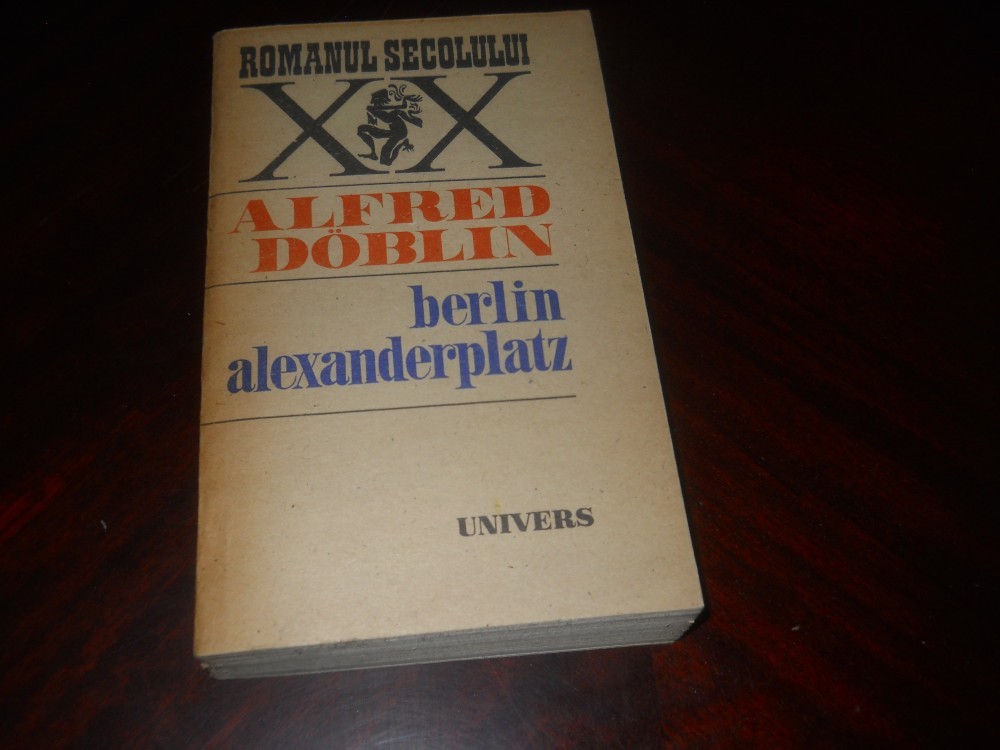 ROMANUL SECOLULUI
XX
ALFRED
DÖBLIN
berlin
alexanderplatz
UNIVERS